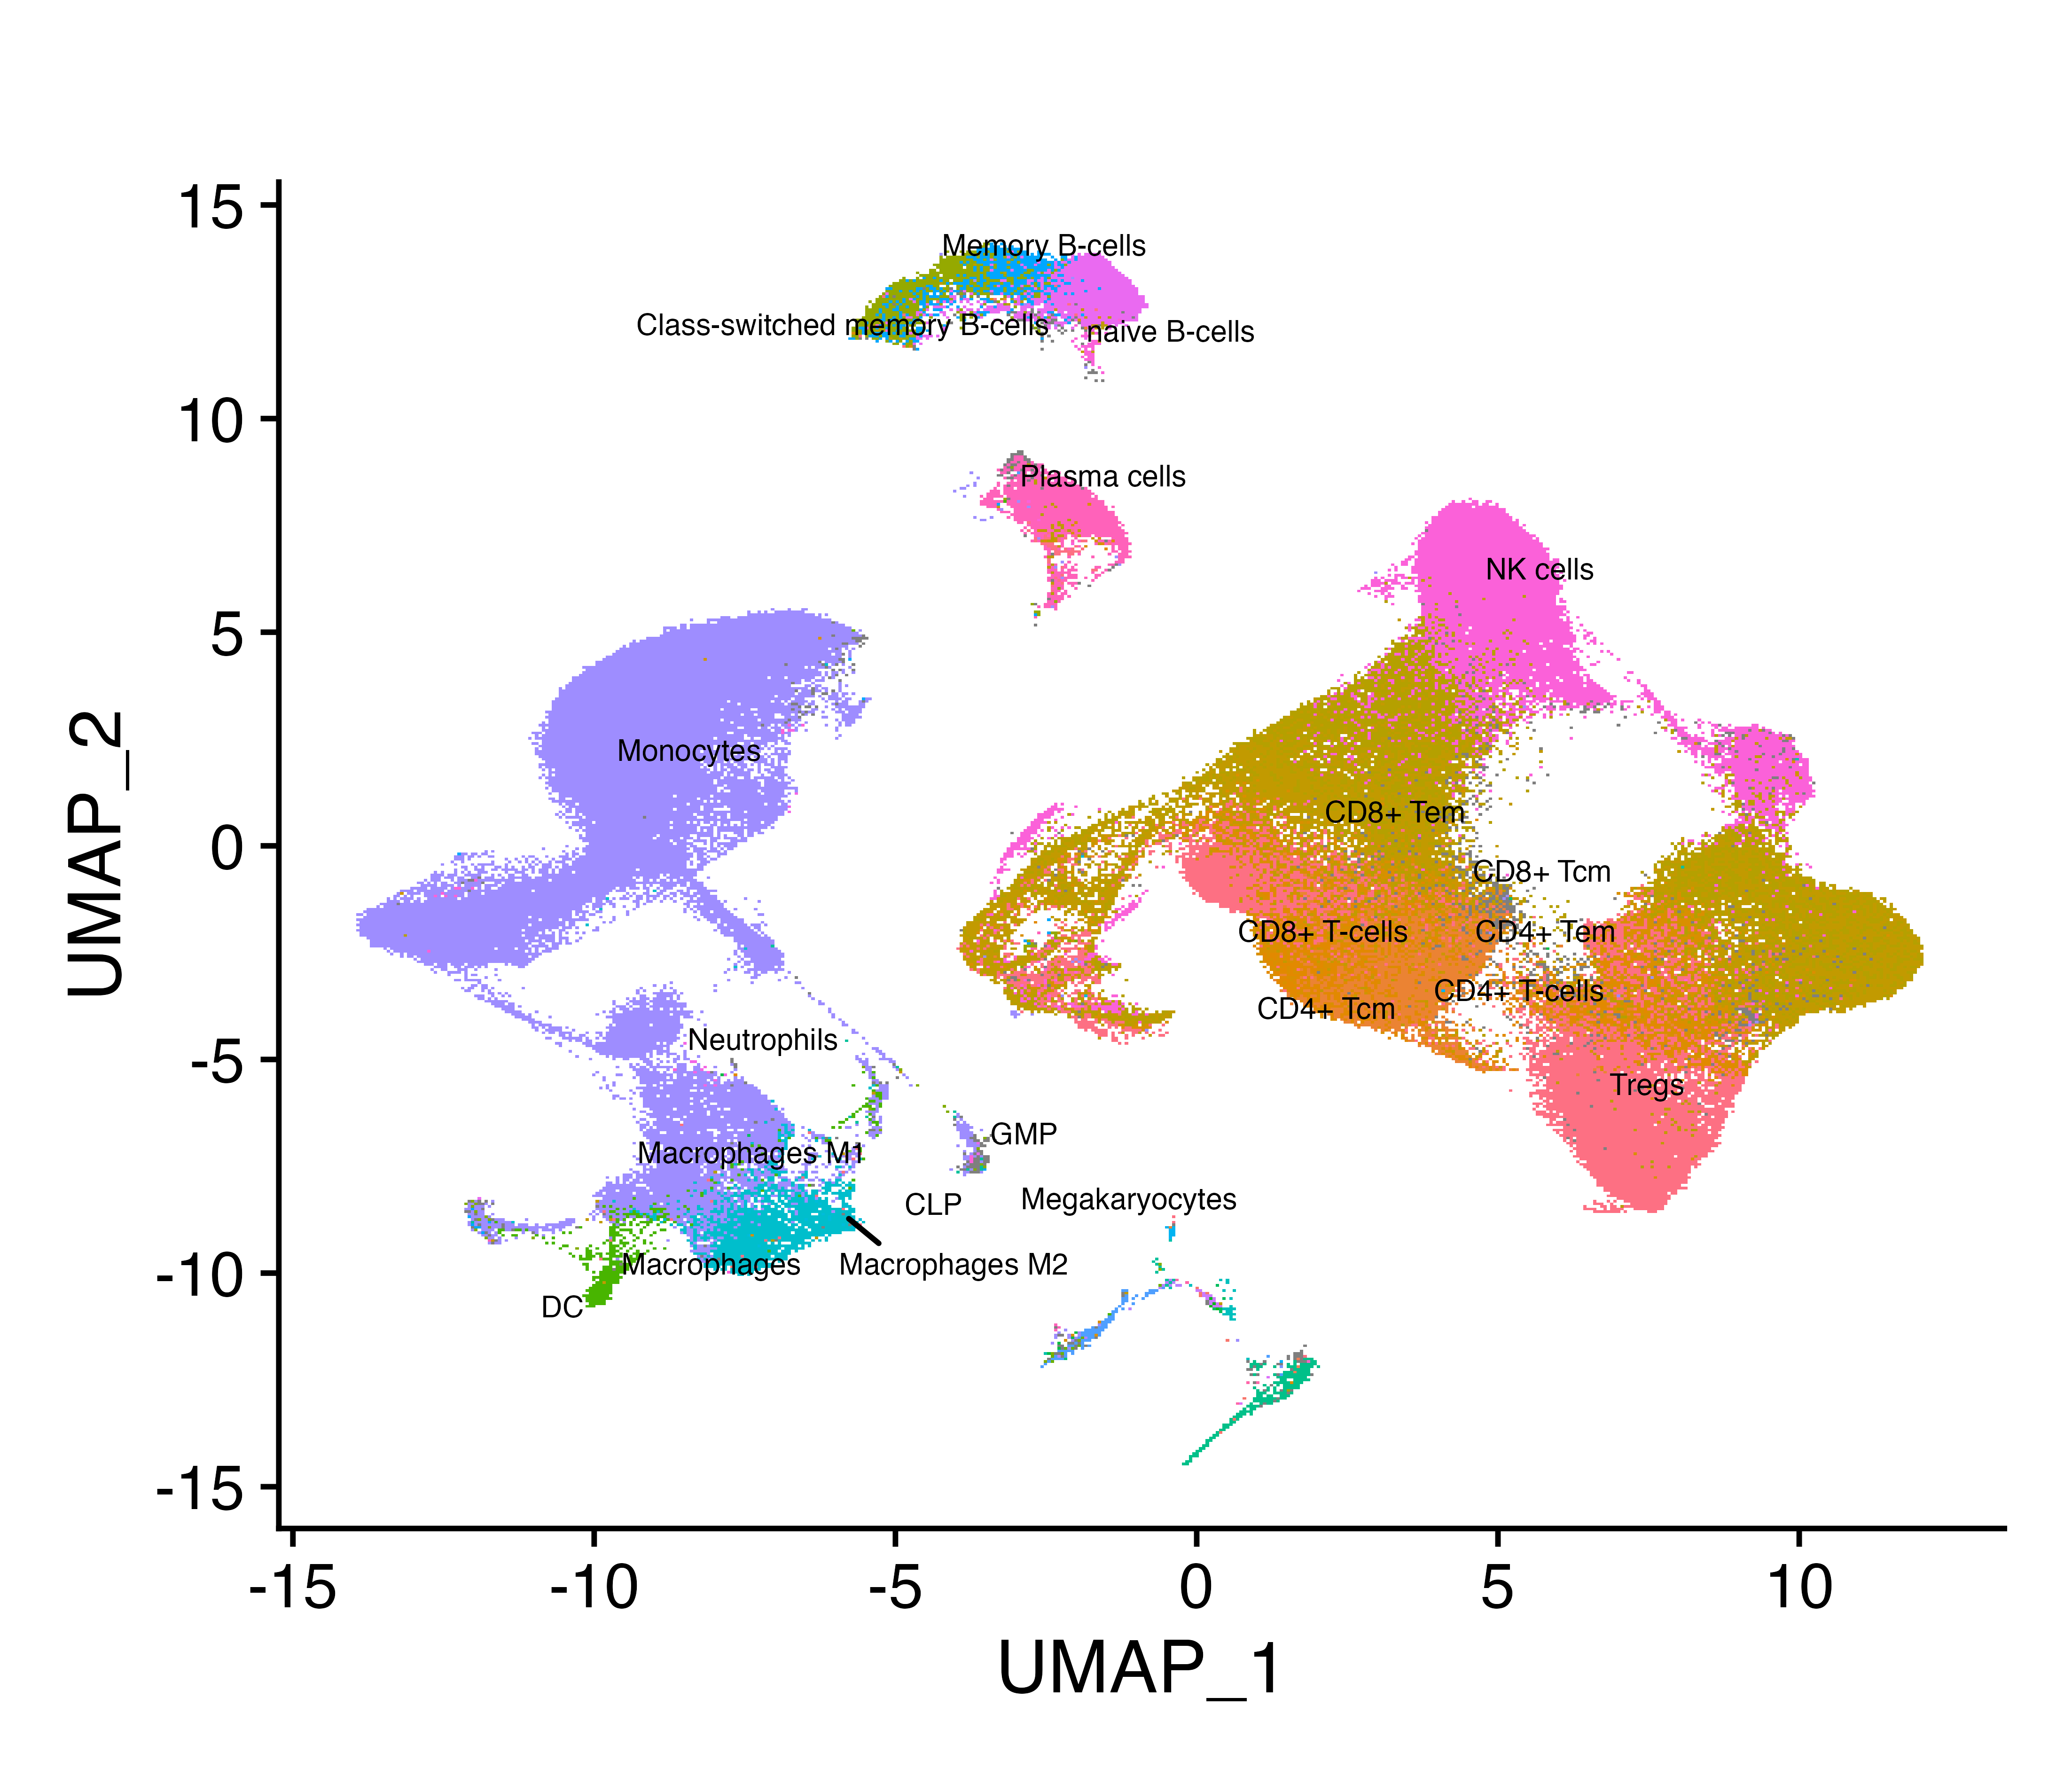 15
10
5
0
-5
-10
-15
UMAP_2
Memory B-cells
Class-switched memory B-cells
naive B-cells
Plasma cells
NK cells
Monocytes
CD8+ Tem
CD8+ Tcm
CD8+ T-cells
CD4+ Tem
CD4+ T-cells
CD4+ Tcm
Neutrophils
Tregs
GMP
Macrophages M1
CLP
Megakaryocytes
Macrophages
Macrophages M2
DC
-15
-10
-5
0
5
10
UMAP_1